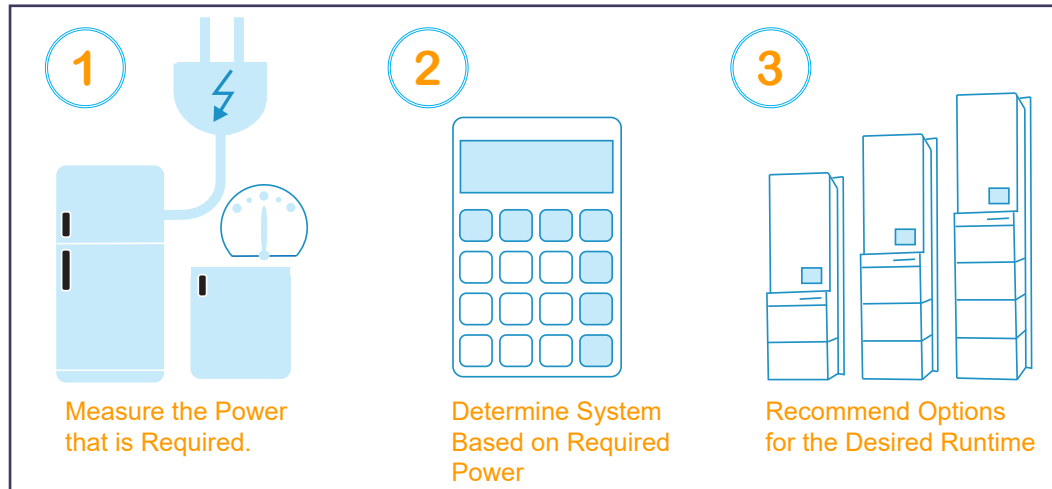 1
Measure the Power
that is Required.
2
Determine System
Based on Required
Power
3
Recommend Options
for the Desired Runtime